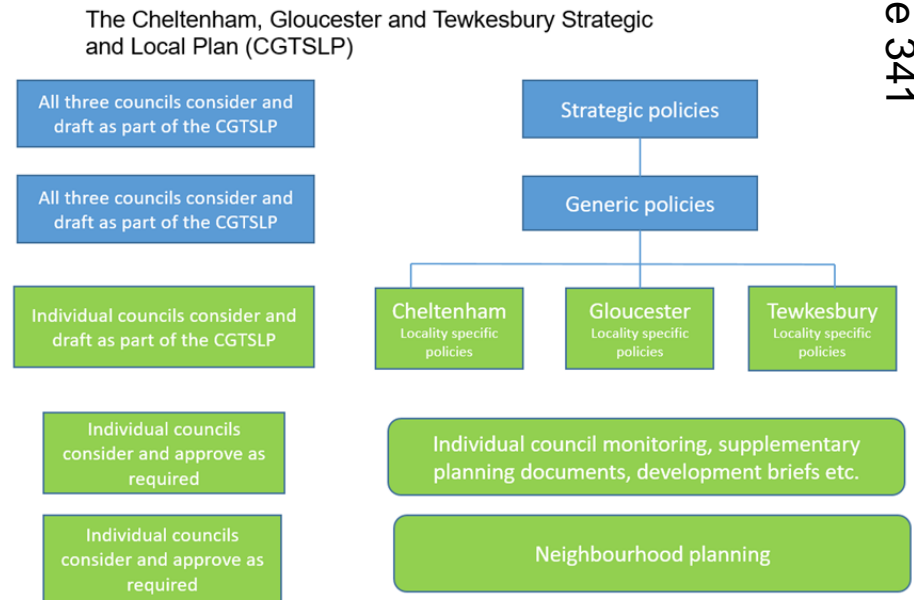 The Cheltenham, Gloucester and Tewkesbury Strategic
and Local Plan (CGTSLP)
e 341
All three councils consider and
draft as part of the CGTSLP
Strategic policies
All three councils consider and
draft as part of the CGTSLP
Generic policies
Individual councils consider and
draft as part of the CGTSLP
Cheltenham
Locality specific
policies
Gloucester
Locality specific
policies
Tewkesbury
Locality specific
policies
Individual councils
consider and approve as
required
Individual council monitoring, supplementary
planning documents, development briefs etc.
Individual councils
consider and approve as
required
Neighbourhood planning